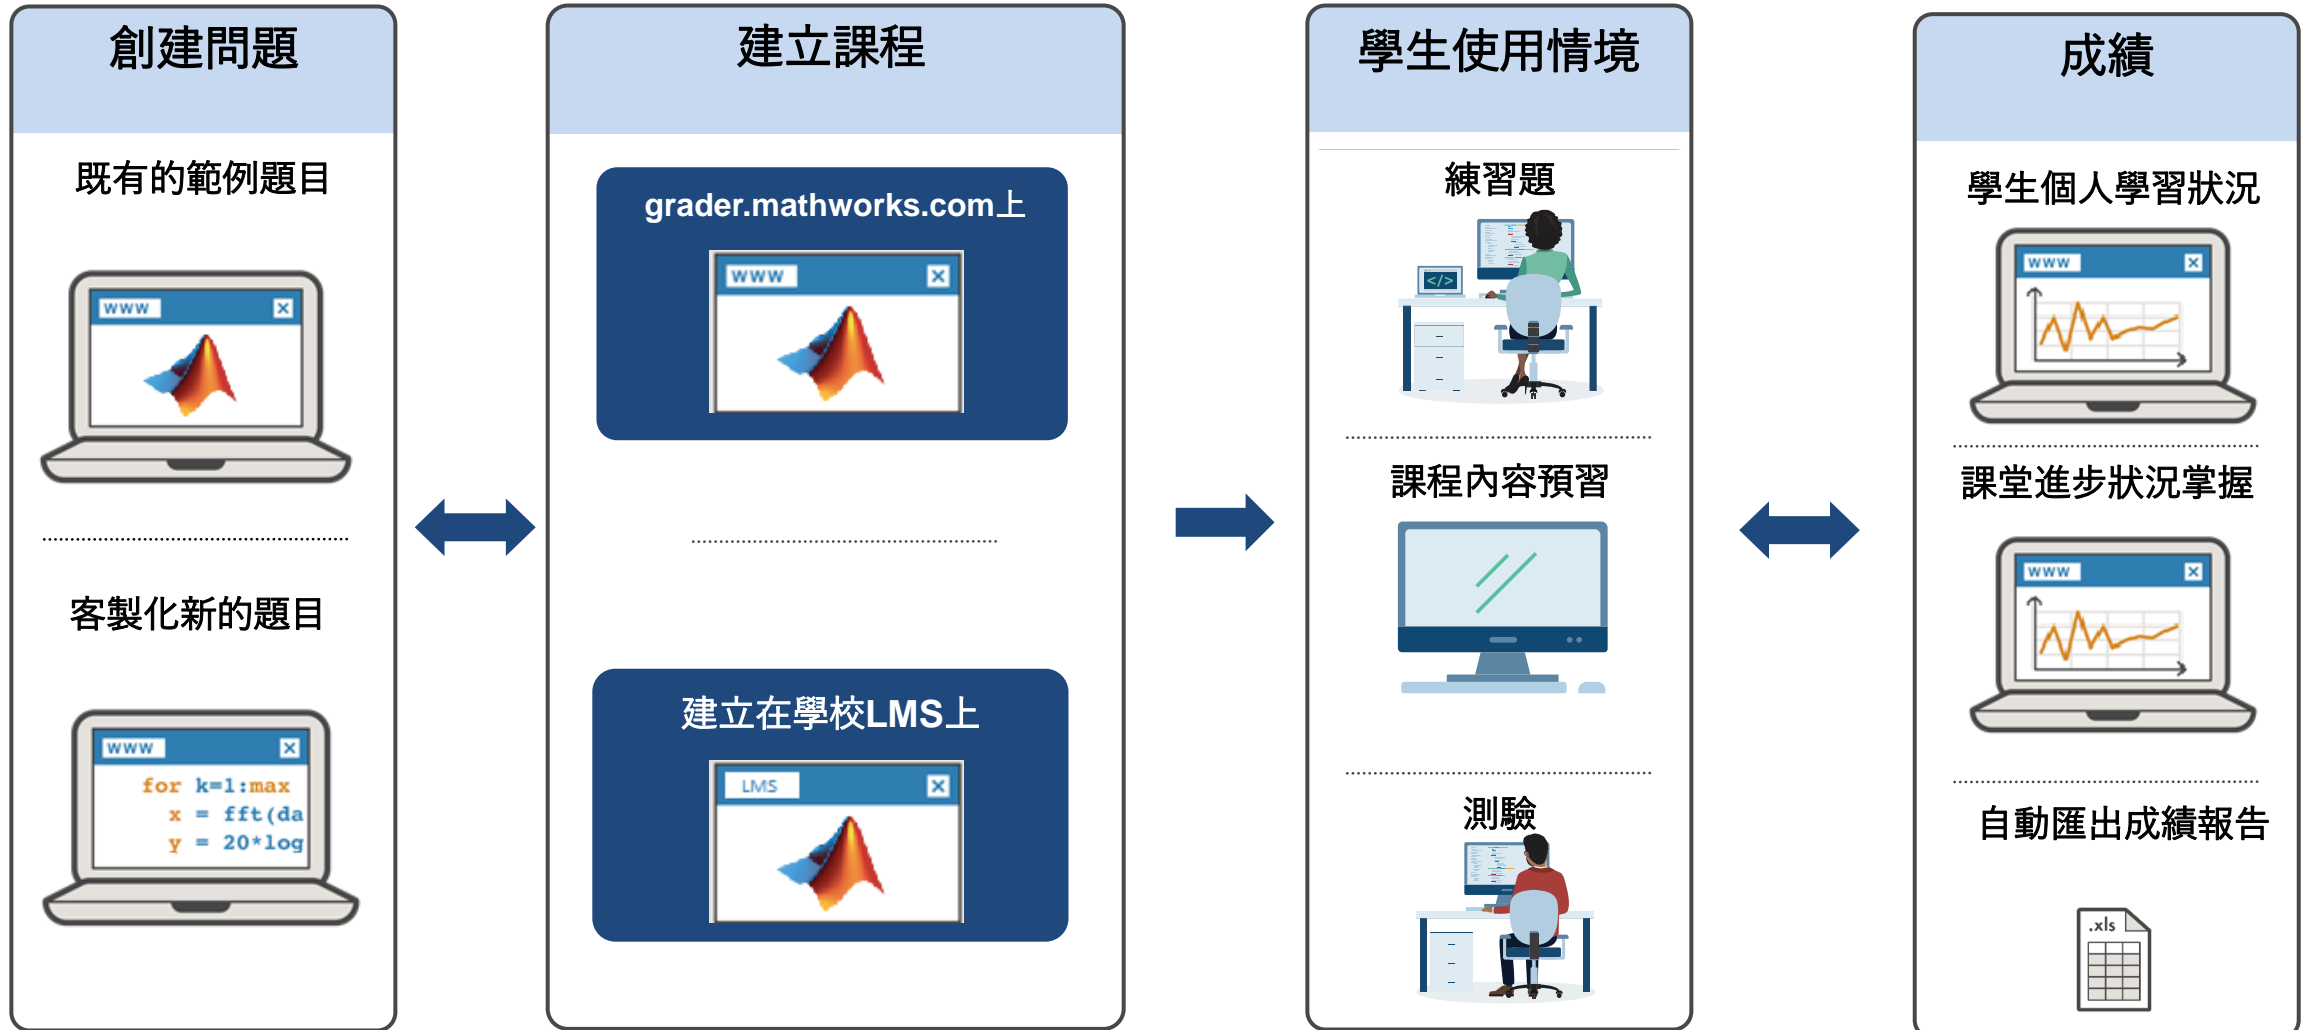 創建問題
既有的範例題目
www
客製化新的題目
www
for k=1:max
x = fft(da
y = 20*log
建立課程
grader.mathworks.com上
www
建立在學校LMS上
LMS
學生使用情境
練習題
</>
課程內容預習
測驗
成績
學生個人學習狀況
www
課堂進步狀況掌握
www
自動匯出成績報告
.xls